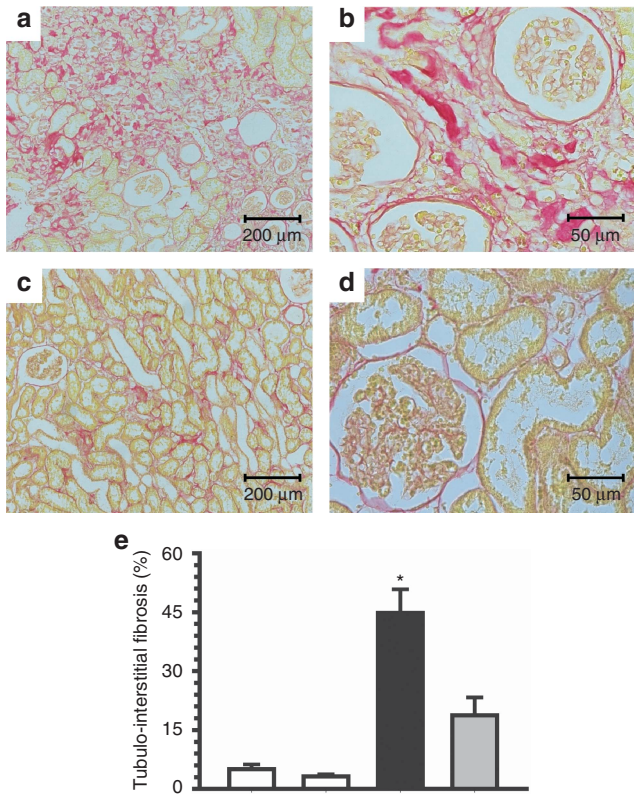 a
b
200 µm
50 µm
c
d
200 µm
50 µm
e
Tubulo-interstitial fibrosis (%)
60
45
30
15
0
*